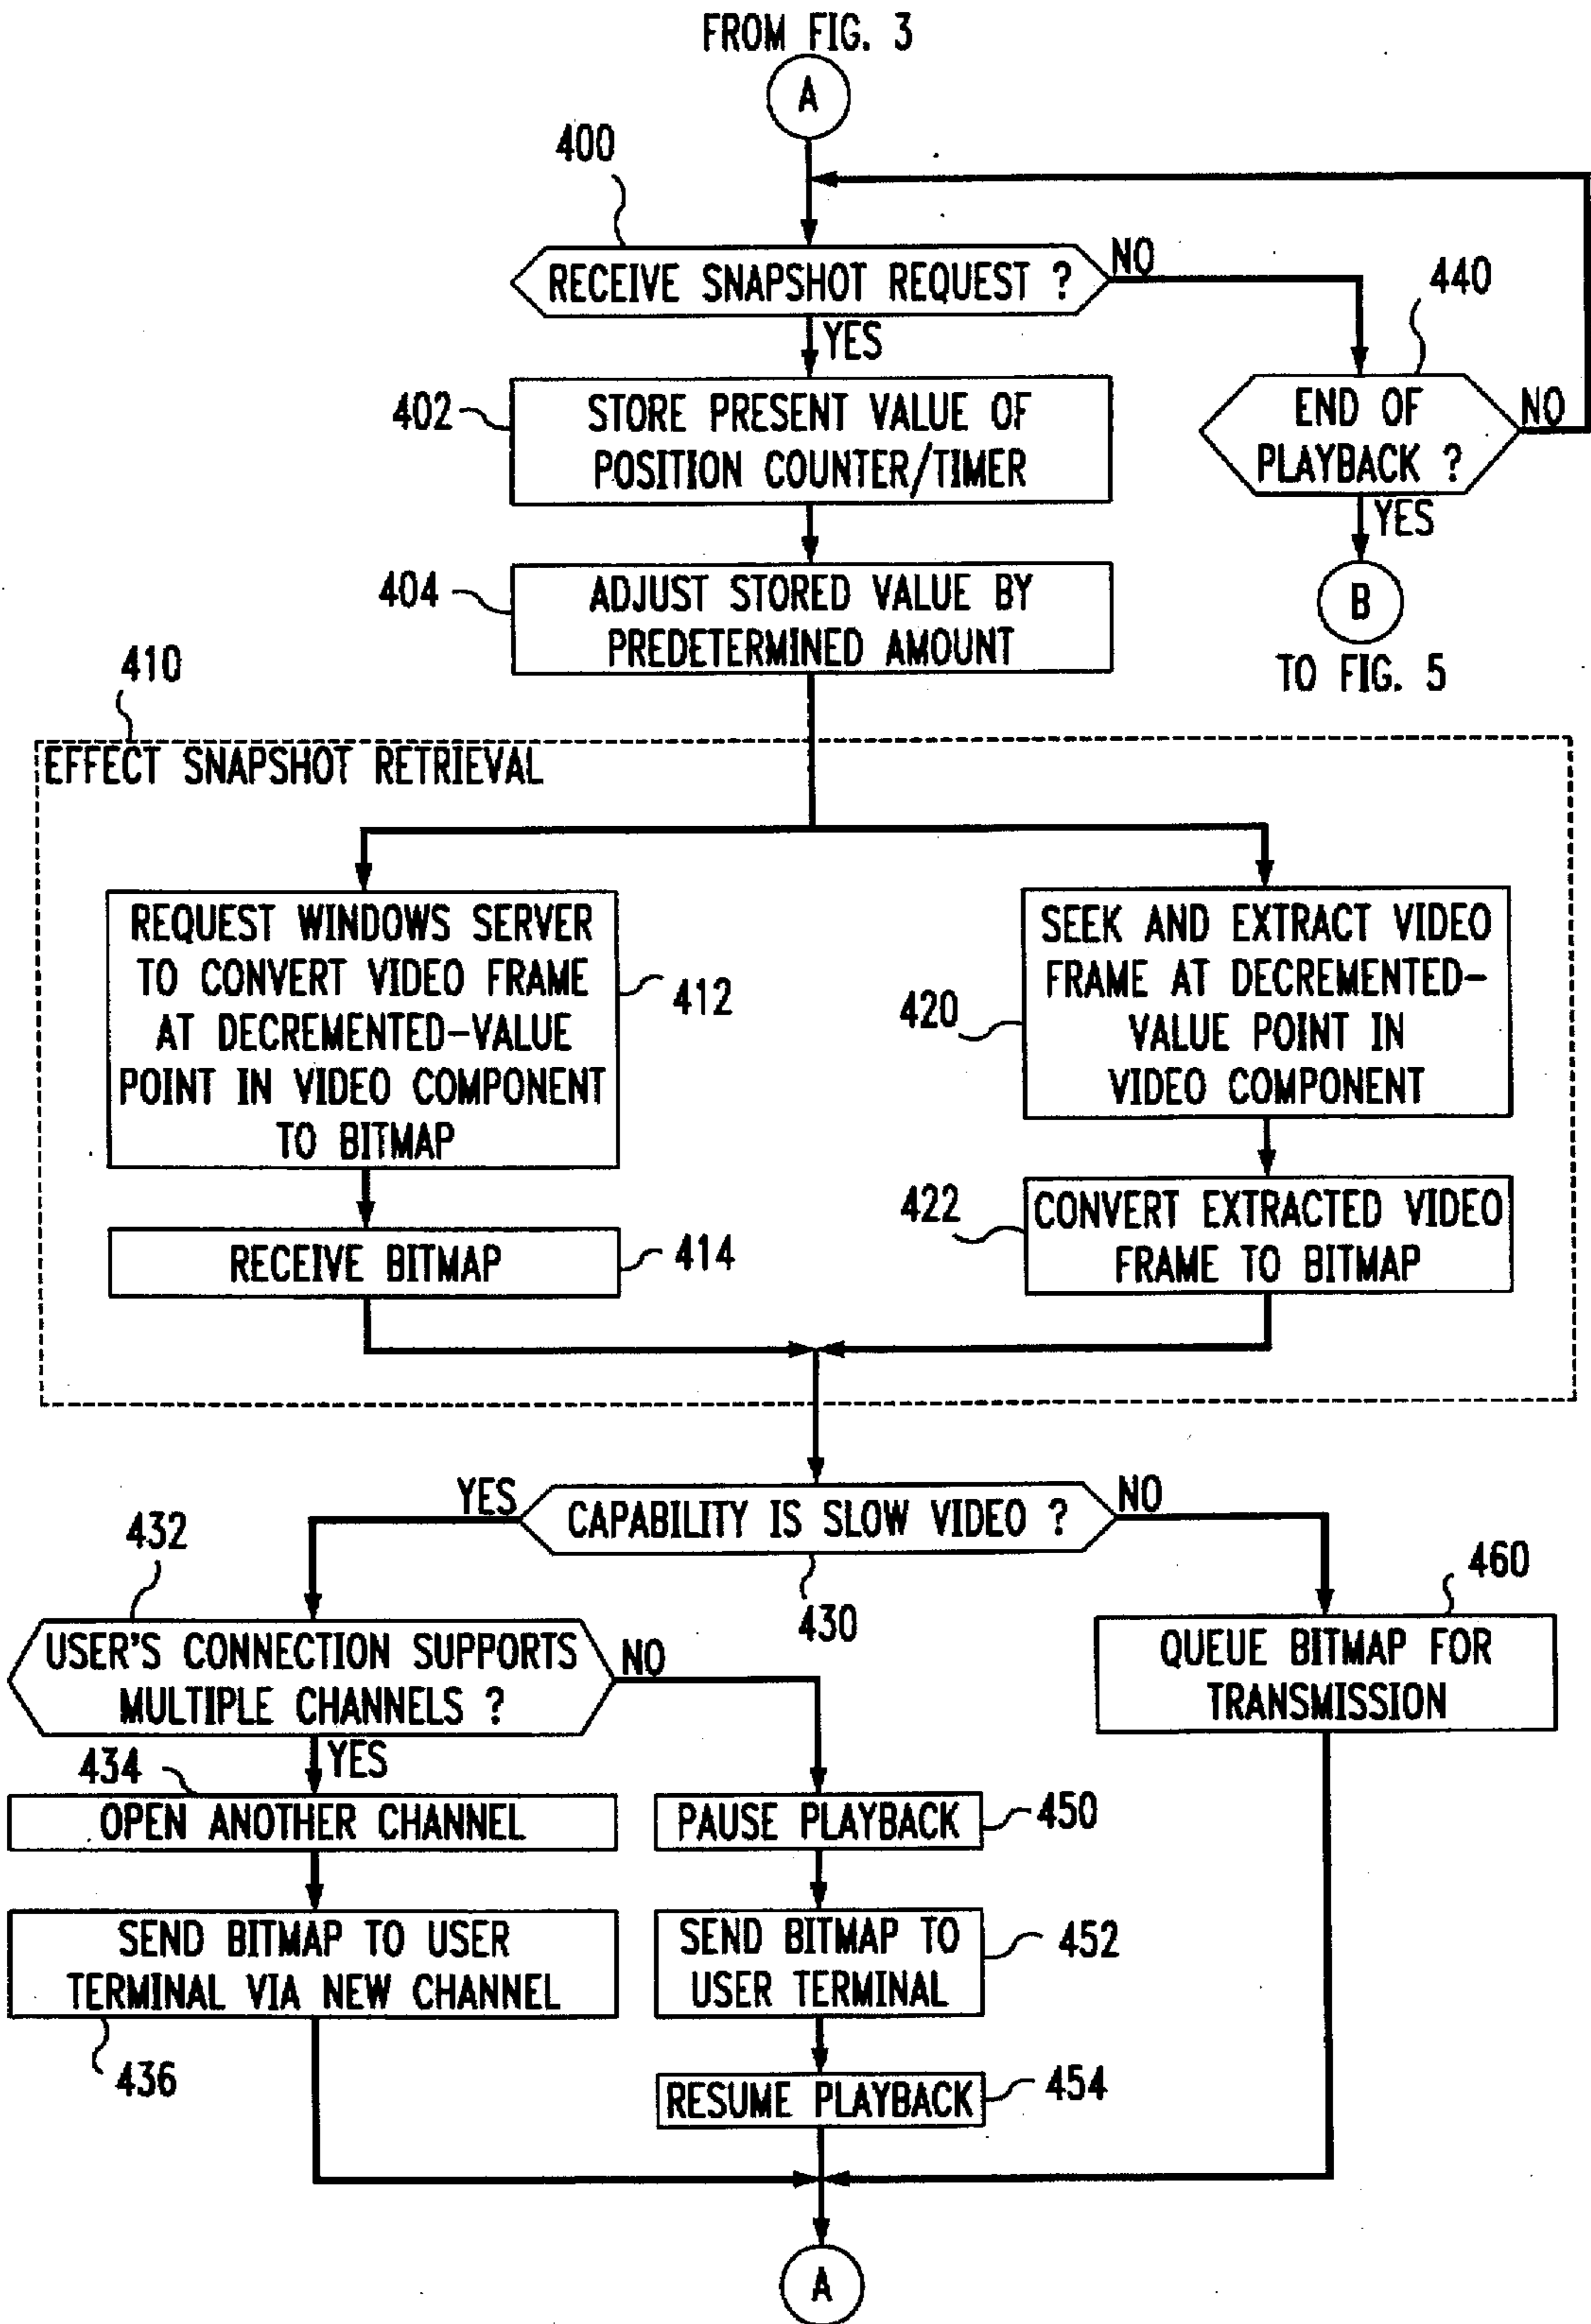 FROM FIG. 3
A
400
RECEIVE SNAPSHOT REQUEST ?
NO
YES
440
END OF
PLAYBACK ?
NO
YES
B
TO FIG. 5
402
STORE PRESENT VALUE OF
POSITION COUNTER/TIMER
404
ADJUST STORED VALUE BY
PREDETERMINED AMOUNT
410
EFFECT SNAPSHOT RETRIEVAL
REQUEST WINDOWS SERVER
TO CONVERT VIDEO FRAME
AT DECREMENTED-VALUE
POINT IN VIDEO COMPONENT
TO BITMAP
412
RECEIVE BITMAP
414
420
SEEK AND EXTRACT VIDEO
FRAME AT DECREMENTED-
VALUE POINT IN
VIDEO COMPONENT
422
CONVERT EXTRACTED VIDEO
FRAME TO BITMAP
YES
CAPABILITY IS SLOW VIDEO ?
NO
430
432
USER'S CONNECTION SUPPORTS
MULTIPLE CHANNELS ?
NO
YES
460
QUEUE BITMAP FOR
TRANSMISSION
434
OPEN ANOTHER CHANNEL
SEND BITMAP TO USER
TERMINAL VIA NEW CHANNEL
436
PAUSE PLAYBACK
450
SEND BITMAP TO
USER TERMINAL
452
RESUME PLAYBACK
454
A